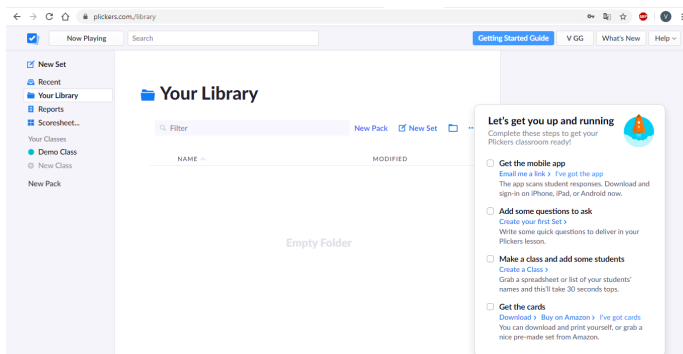 plickers.com./library
Now Playing
Search
Getting Started Guide
V GG
What's New
Help
New Set
Recent
Your Library
Reports
Scoresheet...
Your Classes
Demo Class
New Class
New Pack
Your Library
Filter
New Pack
New Set
NAME
MODIFIED
Empty Folder
Let's get you up and running
Complete these steps to get your
Plickers classroom ready!
Get the mobile app
Email me a link › I've got the app
The app scans student responses. Download and
sign-in on iPhone, iPad, or Android now.
Add some questions to ask
Create your first Set ›
Write some quick questions to deliver in your
Plickers lesson.
Make a class and add some students
Create a Class ›
Grab a spreadsheet or list of your students'
names and this'll take 30 seconds tops.
Get the cards
Download › Buy on Amazon › I've got cards
You can download and print yourself, or grab a
nice pre-made set from Amazon.
V